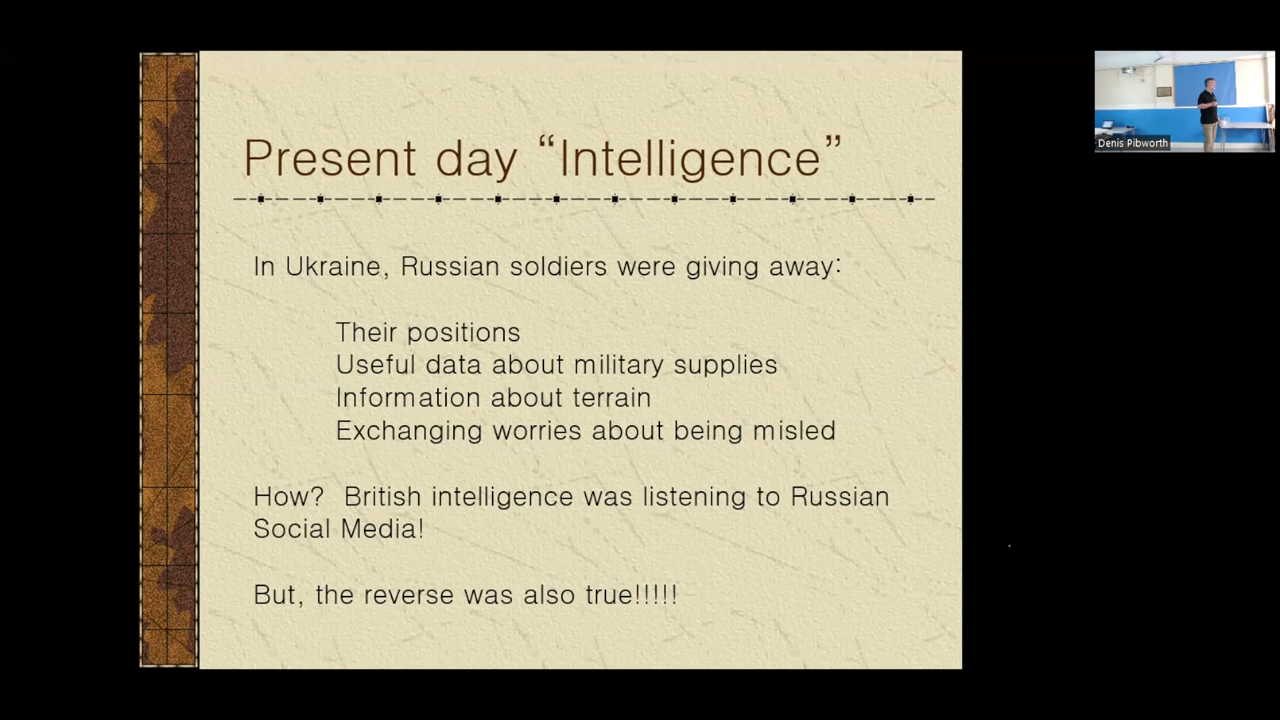 Present day “Intelligence”
In Ukraine, Russian soldiers were giving away:
Their positions
Useful data about military supplies
Information about terrain
Exchanging worries about being misled
How?  British intelligence was listening to Russian
Social Media!
But, the reverse was also true!!!!!
Denis Pibworth